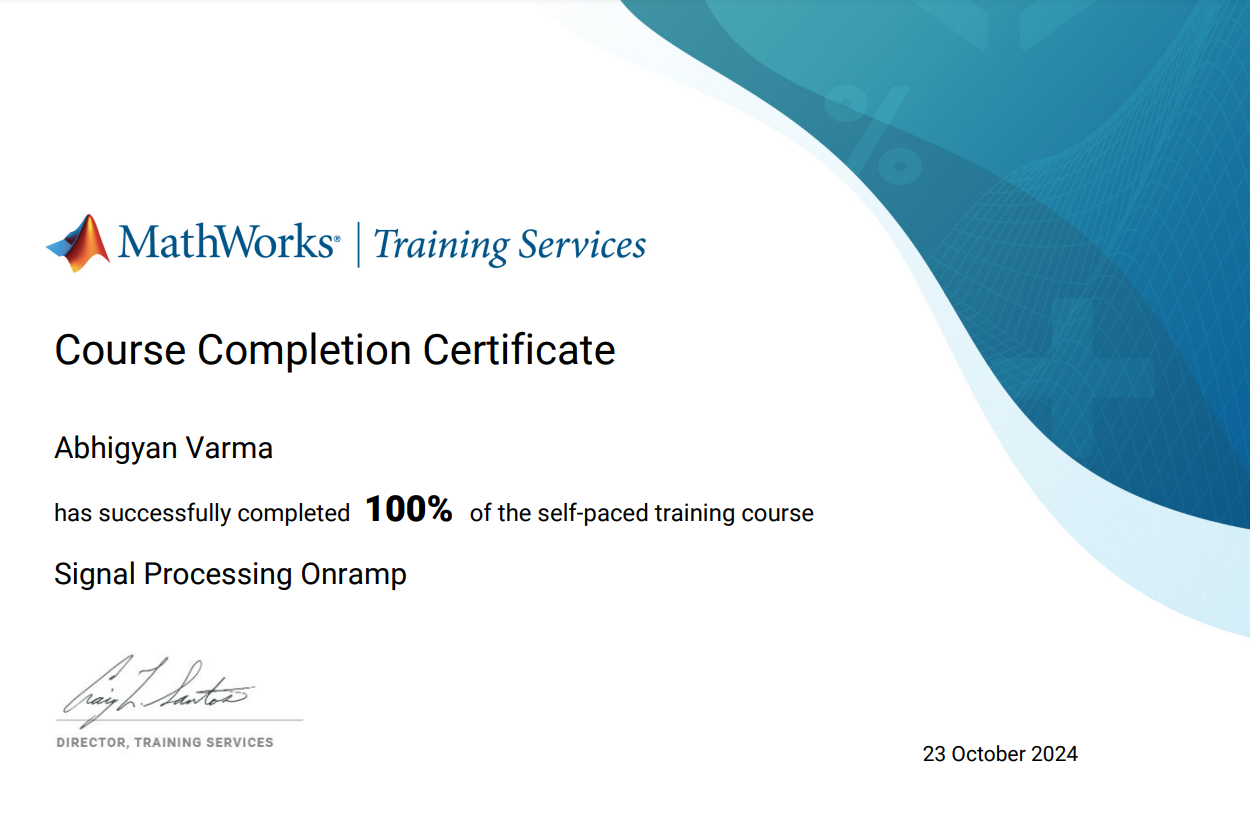 MathWorks® | Training Services
Course Completion Certificate
Abhigyan Varma
has successfully completed 100% of the self-paced training course
Signal Processing Onramp
Craig L. Santos
DIRECTOR, TRAINING SERVICES
23 October 2024
%
+